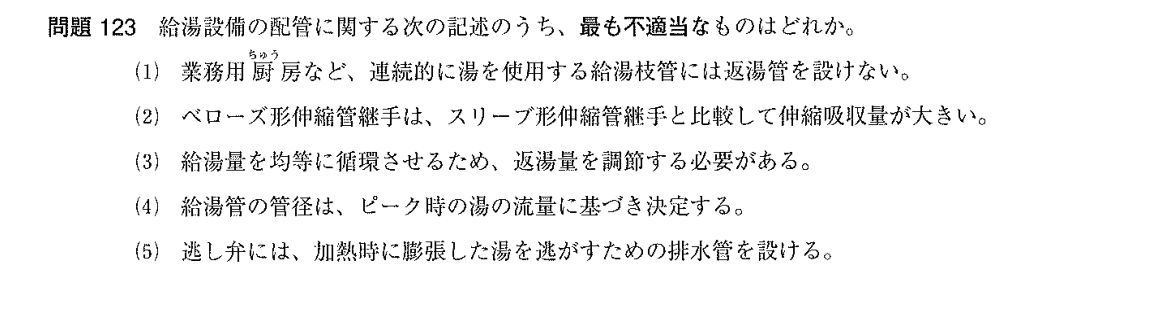 問題 123 給湯設備の配管に関する次の記述のうち、最も不適当なものはどれか。
ちゅう
(1) 業務用厨房など、連続的に湯を使用する給湯枝管には返湯管を設けない。
(2) ベローズ形伸縮管継手は、スリーブ形伸縮管継手と比較して伸縮吸収量が大きい。
(3) 給湯量を均等に循環させるため、返湯量を調節する必要がある。
(4) 給湯管の管径は、ピーク時の湯の流量に基づき決定する。
(5) 逃し弁には、加熱時に膨張した湯を逃がすための排水管を設ける。